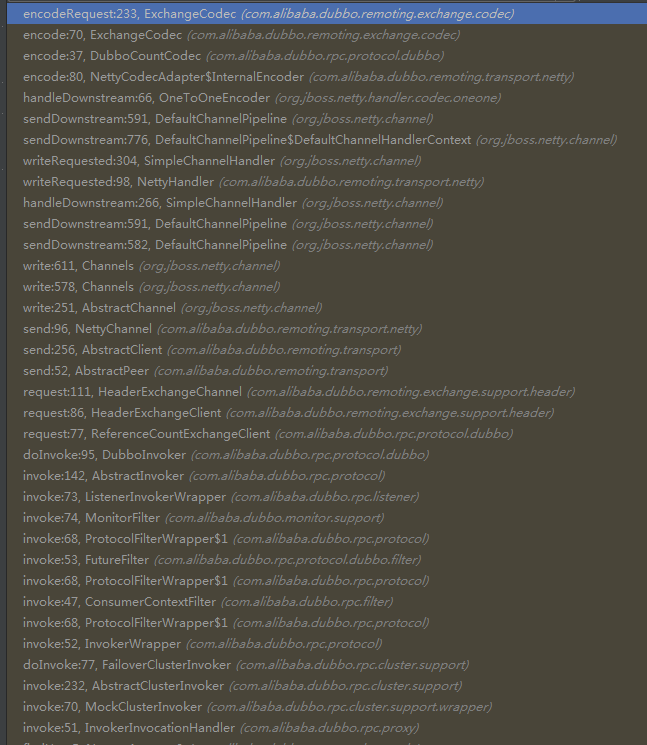 encodeRequest:233, ExchangeCodec (com.alibaba.dubbo.remoting.exchange.codec)
encode:70, ExchangeCodec (com.alibaba.dubbo.remoting.exchange.codec)
encode:37, DubboCountCodec (com.alibaba.dubbo.rpc.protocol.dubbo)
encode:80, NettyCodecAdapter$InternalEncoder (com.alibaba.dubbo.remoting.transport.netty)
handleDownstream:66, OneToOneEncoder (org.jboss.netty.handler.codec.oneone)
sendDownstream:591, DefaultChannelPipeline (org.jboss.netty.channel)
sendDownstream:776, DefaultChannelPipeline$DefaultChannelHandlerContext (org.jboss.netty.channel)
writeRequested:304, SimpleChannelHandler (org.jboss.netty.channel)
writeRequested:98, NettyHandler (com.alibaba.dubbo.remoting.transport.netty)
handleDownstream:266, SimpleChannelHandler (org.jboss.netty.channel)
sendDownstream:591, DefaultChannelPipeline (org.jboss.netty.channel)
sendDownstream:582, DefaultChannelPipeline (org.jboss.netty.channel)
write:611, Channels (org.jboss.netty.channel)
write:578, Channels (org.jboss.netty.channel)
write:251, AbstractChannel (org.jboss.netty.channel)
send:96, NettyChannel (com.alibaba.dubbo.remoting.transport.netty)
send:256, AbstractClient (com.alibaba.dubbo.remoting.transport)
send:52, AbstractPeer (com.alibaba.dubbo.remoting.transport)
request:111, HeaderExchangeChannel (com.alibaba.dubbo.remoting.exchange.support.header)
request:86, HeaderExchangeClient (com.alibaba.dubbo.remoting.exchange.support.header)
request:77, ReferenceCountExchangeClient (com.alibaba.dubbo.rpc.protocol.dubbo)
doInvoke:95, DubboInvoker (com.alibaba.dubbo.rpc.protocol.dubbo)
invoke:142, AbstractInvoker (com.alibaba.dubbo.rpc.protocol)
invoke:73, ListenerInvokerWrapper (com.alibaba.dubbo.rpc.listener)
invoke:74, MonitorFilter (com.alibaba.dubbo.monitor.support)
invoke:68, ProtocolFilterWrapper$1 (com.alibaba.dubbo.rpc.protocol)
invoke:53, FutureFilter (com.alibaba.dubbo.rpc.protocol.dubbo.filter)
invoke:68, ProtocolFilterWrapper$1 (com.alibaba.dubbo.rpc.protocol)
invoke:47, ConsumerContextFilter (com.alibaba.dubbo.rpc.filter)
invoke:68, ProtocolFilterWrapper$1 (com.alibaba.dubbo.rpc.protocol)
invoke:52, InvokerWrapper (com.alibaba.dubbo.rpc.protocol)
doInvoke:77, FailoverClusterInvoker (com.alibaba.dubbo.rpc.cluster.support)
invoke:232, AbstractClusterInvoker (com.alibaba.dubbo.rpc.cluster.support)
invoke:70, MockClusterInvoker (com.alibaba.dubbo.rpc.cluster.support.wrapper)
invoke:51, InvokerInvocationHandler (com.alibaba.dubbo.rpc.proxy)